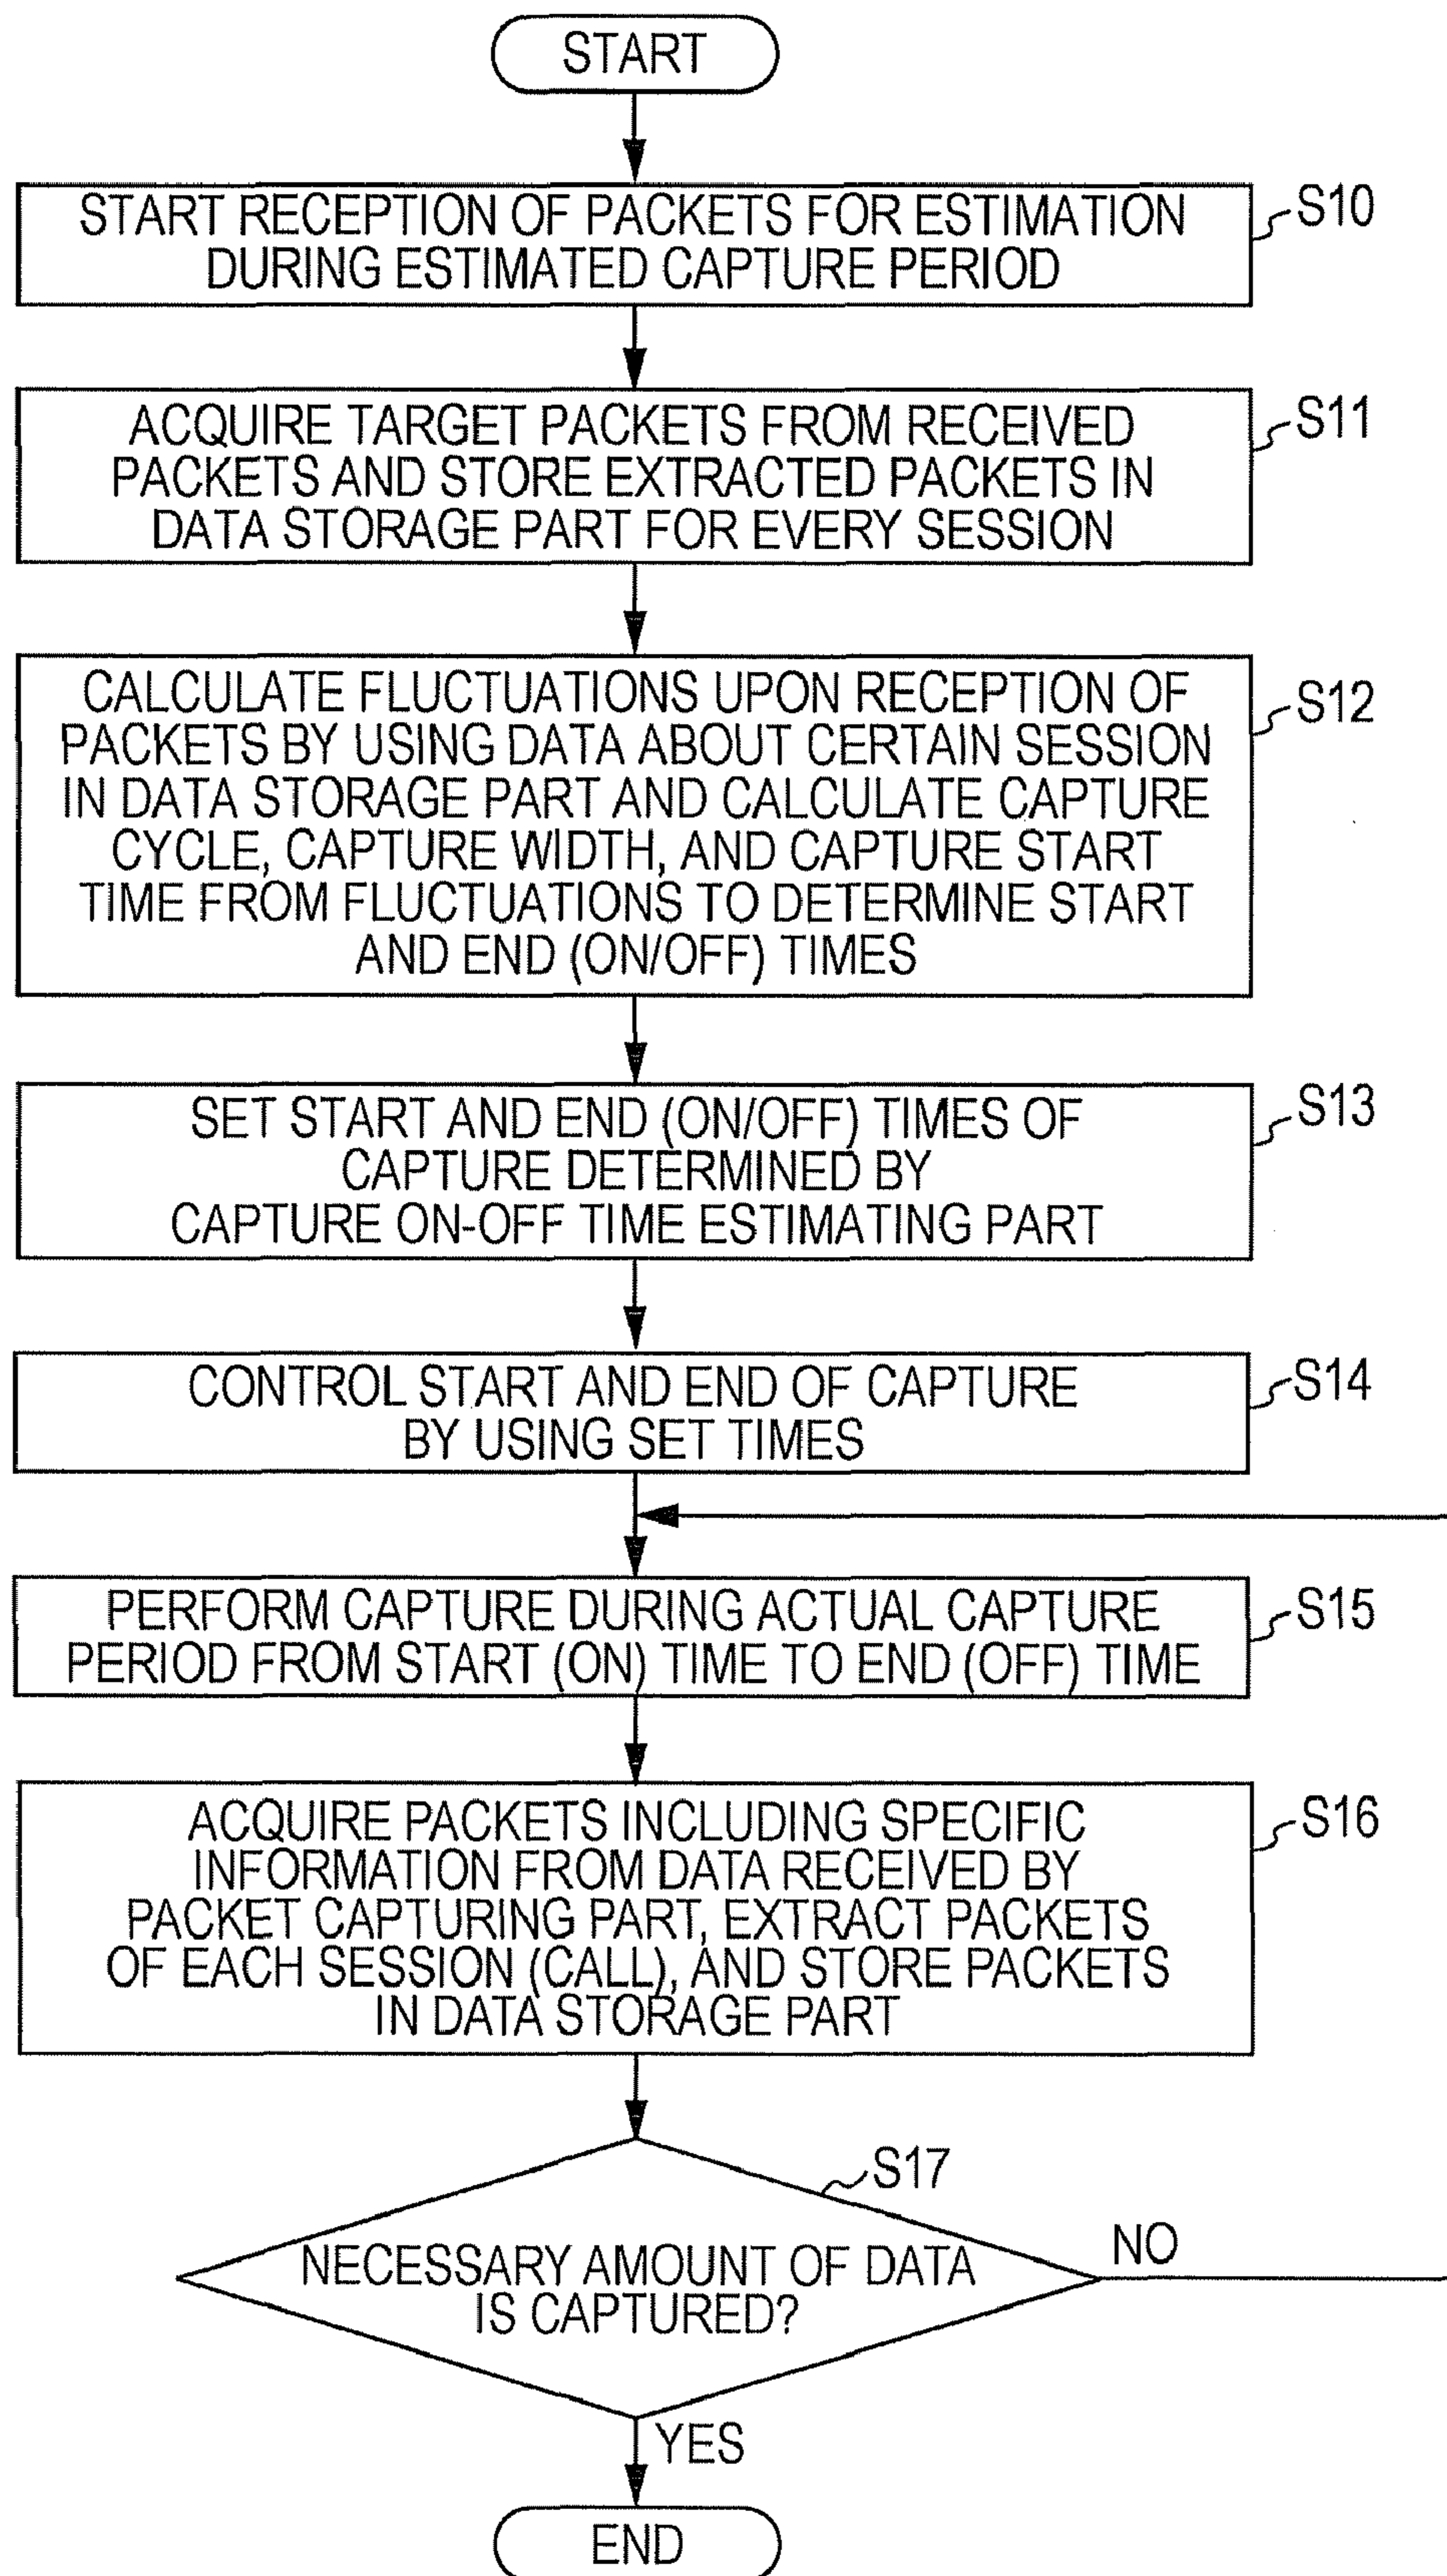 START
START RECEPTION OF PACKETS FOR ESTIMATION
DURING ESTIMATED CAPTURE PERIOD
S10
ACQUIRE TARGET PACKETS FROM RECEIVED
PACKETS AND STORE EXTRACTED PACKETS IN
DATA STORAGE PART FOR EVERY SESSION
S11
CALCULATE FLUCTUATIONS UPON RECEPTION OF
PACKETS BY USING DATA ABOUT CERTAIN SESSION
IN DATA STORAGE PART AND CALCULATE CAPTURE
CYCLE, CAPTURE WIDTH, AND CAPTURE START
TIME FROM FLUCTUATIONS TO DETERMINE START
AND END (ON/OFF) TIMES
S12
SET START AND END (ON/OFF) TIMES OF
CAPTURE DETERMINED BY
CAPTURE ON-OFF TIME ESTIMATING PART
S13
CONTROL START AND END OF CAPTURE
BY USING SET TIMES
S14
PERFORM CAPTURE DURING ACTUAL CAPTURE
PERIOD FROM START (ON) TIME TO END (OFF) TIME
S15
ACQUIRE PACKETS INCLUDING SPECIFIC
INFORMATION FROM DATA RECEIVED BY
PACKET CAPTURING PART, EXTRACT PACKETS
OF EACH SESSION (CALL), AND STORE PACKETS
IN DATA STORAGE PART
S16
S17
NECESSARY AMOUNT OF DATA
IS CAPTURED?
NO
YES
END